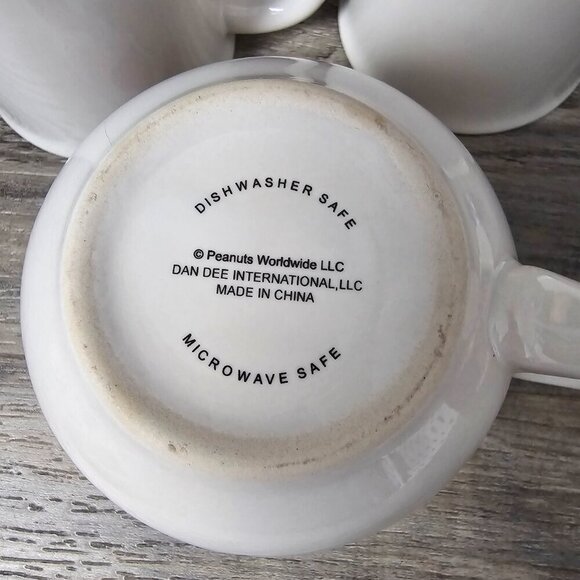 DISHWASHER SAFE
© Peanuts Worldwide LLC
DAN DEE INTERNATIONAL,LLC
MADE IN CHINA
MICROWAVE SAFE